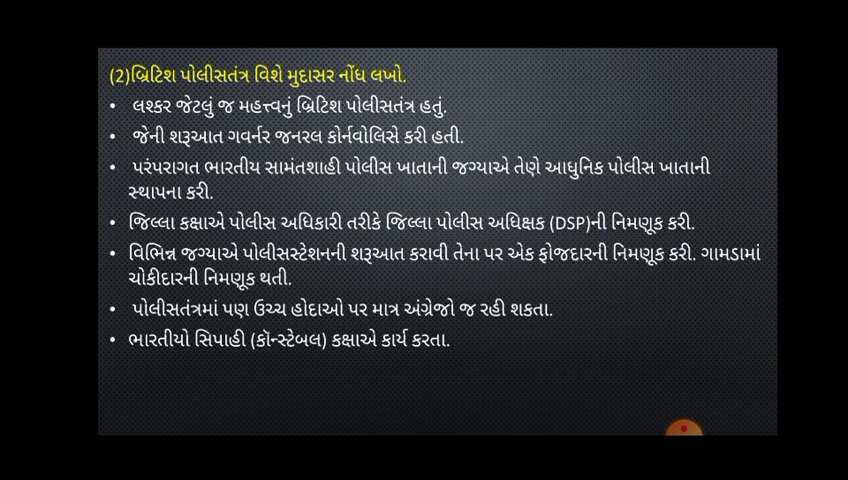 (2)બ્રિટિશ પોલીસતંત્ર વિશે મુદાસર નોંધ લખો.
• લશ્કર જેટલું જ મહત્ત્વનું બ્રિટિશ પોલીસતંત્ર હતું.
• જેની શરૂઆત ગવર્નર જનરલ કોર્નવોલિસે કરી હતી.
• પરંપરાગત ભારતીય સામંતશાહી પોલીસ ખાતાની જગ્યાએ તેણે આધુનિક પોલીસ ખાતાની
સ્થાપના કરી.
• જિલ્લા કક્ષાએ પોલીસ અધિકારી તરીકે જિલ્લા પોલીસ અધિક્ષક (DSP)ની નિમણૂક કરી.
• વિભિન્ન જગ્યાએ પોલીસસ્ટેશનની શરૂઆત કરાવી તેના પર એક ફોજદારની નિમણૂક કરી. ગામડામાં
ચોકીદારની નિમણૂક થતી.
• પોલીસતંત્રમાં પણ ઉચ્ચ હોદાઓ પર માત્ર અંગ્રેજો જ રહી શકતા.
• ભારતીયો સિપાહી (કૉન્સ્ટેબલ) કક્ષાએ કાર્ય કરતા.